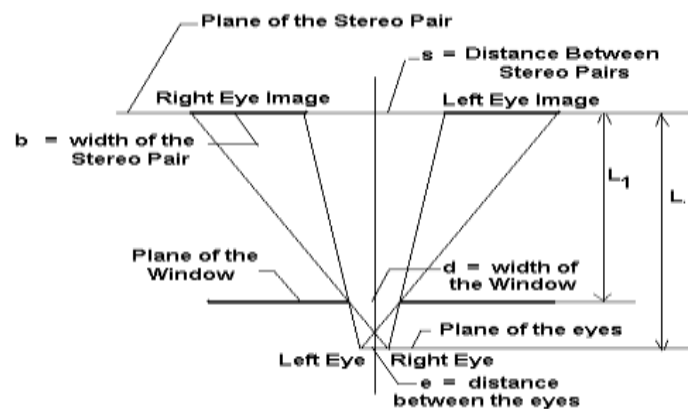 Plane of the Stereo Pair
s = Distance Between
Stereo Pairs
Right Eye Image
Left Eye Image
b = width of the
Stereo Pair
L1
L
Plane of the
Window
d = width of
the Window
Plane of the eyes
Left Eye
Right Eye
e = distance
between the eyes